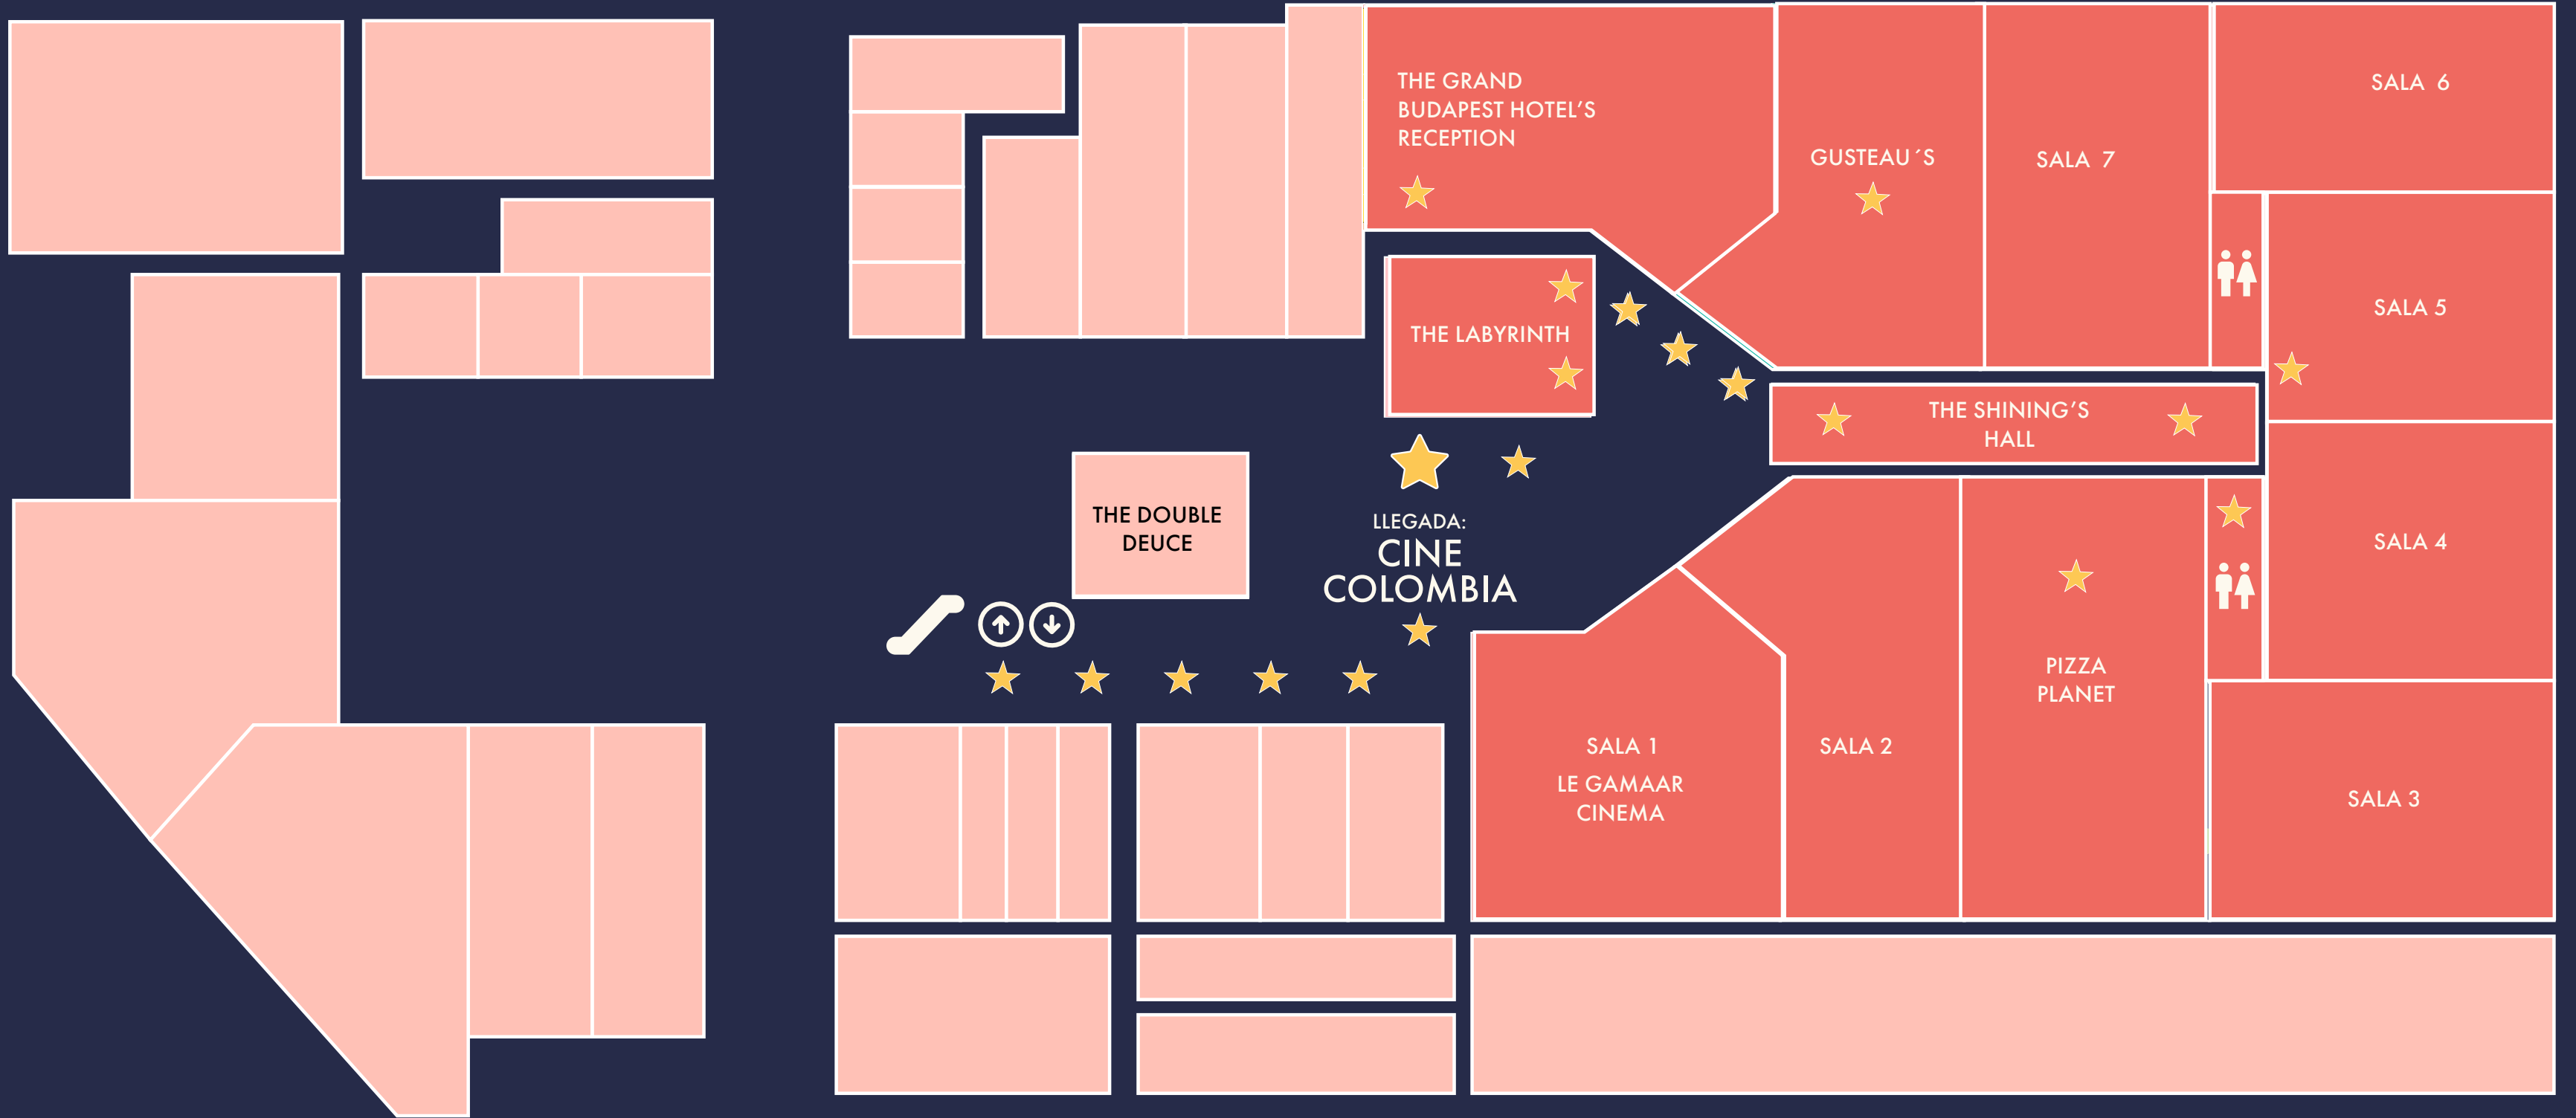 THE GRAND
BUDAPEST HOTEL'S
RECEPTION
GUSTEAU´S
SALA 7
SALA 6
THE LABYRINTH
SALA 5
THE SHINING'S
HALL
THE DOUBLE
DEUCE
LLEGADA:
CINE
COLOMBIA
SALA 4
PIZZA
PLANET
SALA 1
LE GAMAAR
CINEMA
SALA 2
SALA 3